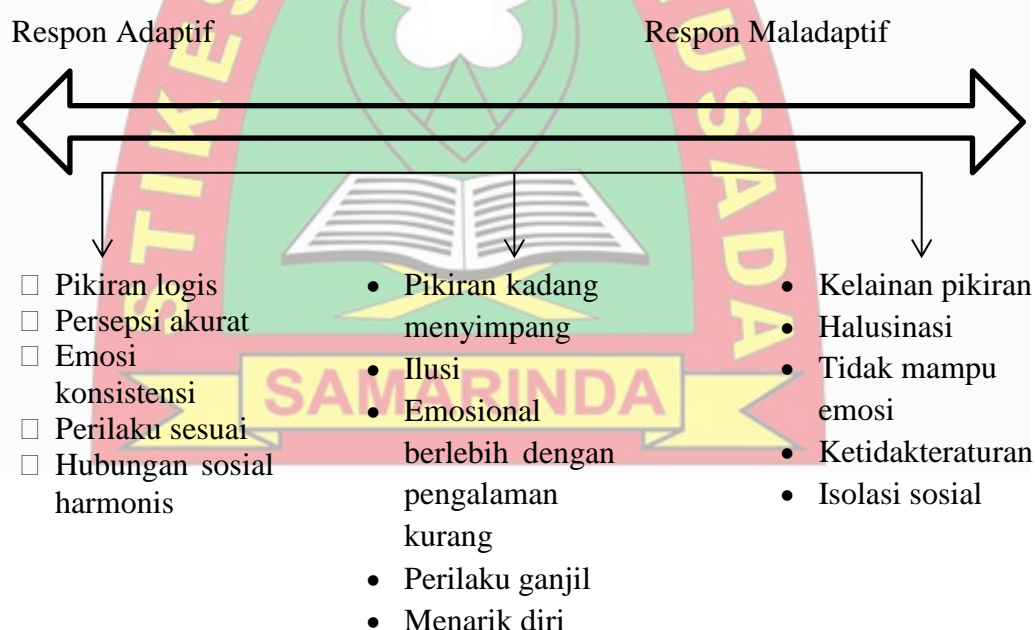 Respon Adaptif
Respon Maladaptif
□ Pikiran logis
□ Persepsi akurat
□ Emosi
konsistensi
□ Perilaku sesuai
□ Hubungan sosial
harmonis
• Pikiran kadang
menyimpang
• Ilusi
• Emosional
berlebih dengan
pengalaman
kurang
• Perilaku ganjil
• Menarik diri
• Kelainan pikiran
• Halusinasi
• Tidak mampu
emosi
• Ketidakteraturan
• Isolasi sosial
STIKES
USADA
SAMARINDA